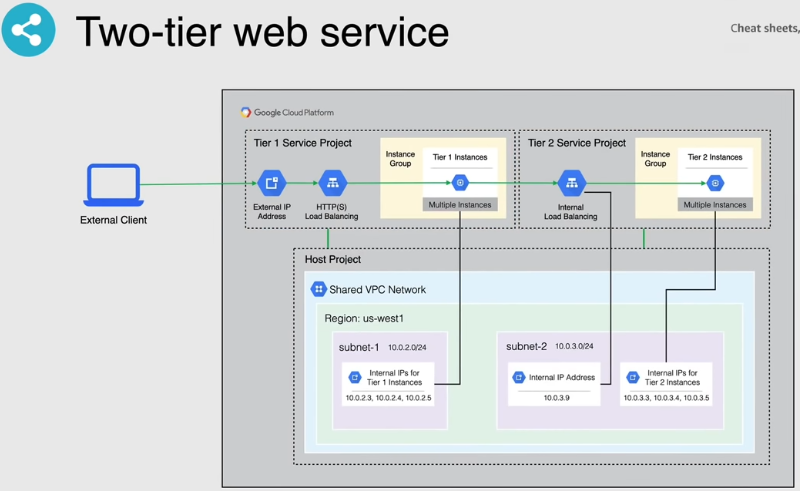 Two-tier web service
Cheat sheets,
Google Cloud Platform
Tier 1 Service Project
Instance
Group
Tier 1 Instances
Multiple Instances
External IP
Address
HTTP(S)
Load Balancing
Tier 2 Service Project
Internal
Load Balancing
Instance
Group
Tier 2 Instances
Multiple Instances
External Client
Host Project
Shared VPC Network
Region: us-west1
subnet-1 10.0.2.0/24
Internal IPs for
Tier 1 Instances
10.0.2.3, 10.0.2.4, 10.0.2.5
subnet-2 10.0.3.0/24
Internal IP Address
10.0.3.9
Internal IPs for
Tier 2 Instances
10.0.3.3, 10.0.3.4, 10.0.3.5